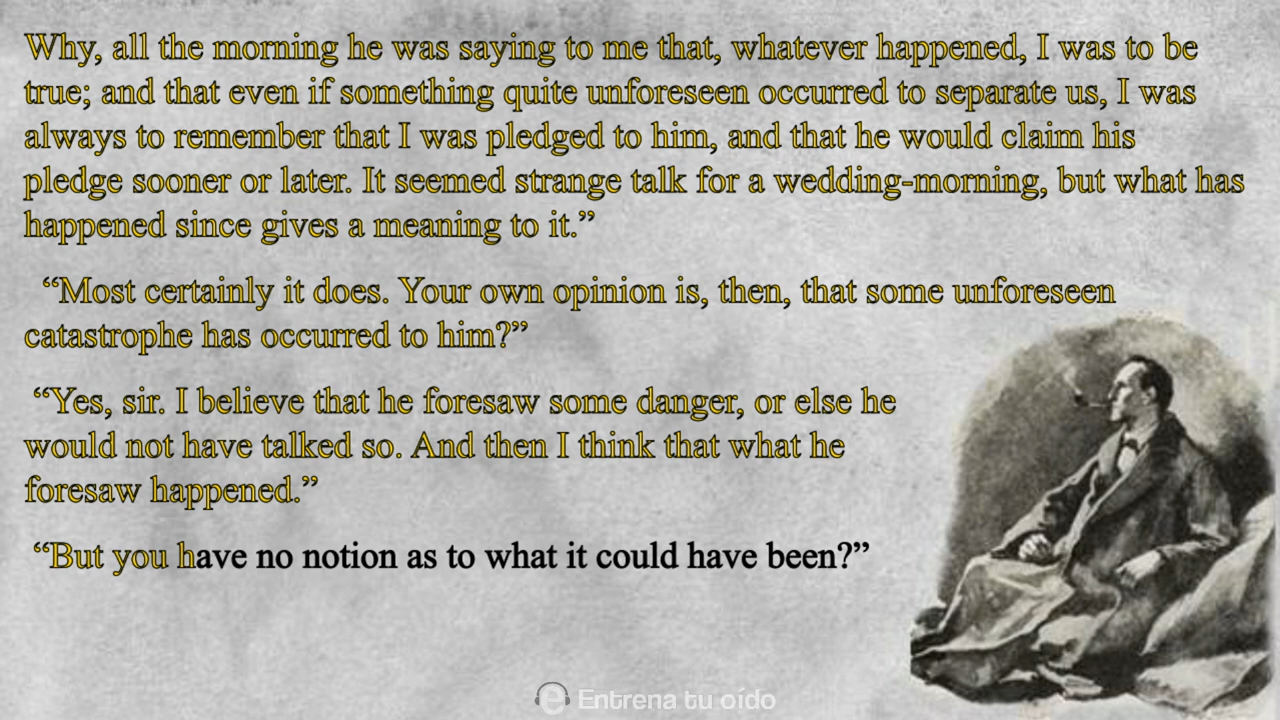 Why, all the morning he was saying to me that, whatever happened, I was to be
true; and that even if something quite unforeseen occurred to separate us, I was
always to remember that I was pledged to him, and that he would claim his
pledge sooner or later. It seemed strange talk for a wedding-morning, but what has
happened since gives a meaning to it.”
“Most certainly it does. Your own opinion is, then, that some unforeseen
catastrophe has occurred to him?”
“Yes, sir. I believe that he foresaw some danger, or else he
would not have talked so. And then I think that what he
foresaw happened.”
“But you have no notion as to what it could have been?”
Entrena tu oído